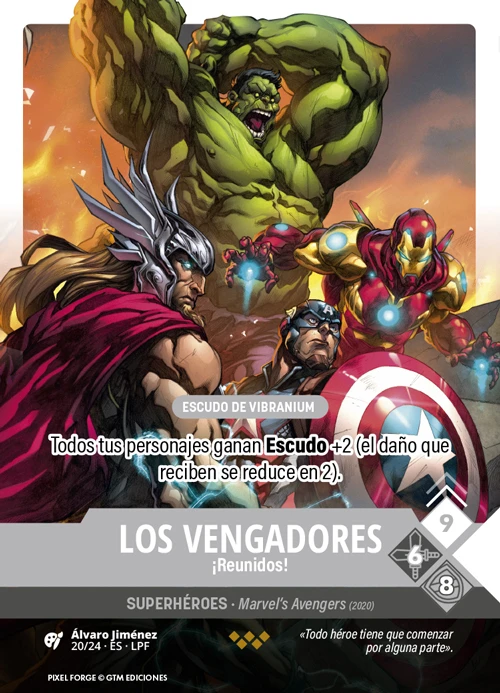 ESCUDO DE VIBRANIUM
Todos tus personajes ganan Escudo +2 (el daño que
reciben se reduce en 2).
9
LOS VENGADORES
¡Reunidos!
6
8
SUPERHÉROES · Marvel's Avengers (2020)
Álvaro Jiménez
20/24 · ES · LPF
«Todo héroe tiene que comenzar
por alguna parte».
PIXEL FORGE © GTM EDICIONES